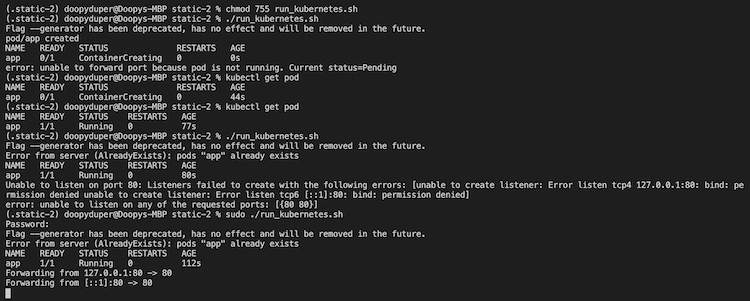 (.static-2) doopyduper@Doopys-MBP static-2 % chmod 755 run_kubernetes.sh
(.static-2) doopyduper@Doopys-MBP static-2 % ./run_kubernetes.sh
Flag --generator has been deprecated, has no effect and will be removed in the future.
pod/app created
NAME READY STATUS RESTARTS AGE
app 0/1 ContainerCreating 0 0s
error: unable to forward port because pod is not running. Current status=Pending
(.static-2) doopyduper@Doopys-MBP static-2 % kubectl get pod
NAME READY STATUS RESTARTS AGE
app 0/1 ContainerCreating 0 44s
(.static-2) doopyduper@Doopys-MBP static-2 % kubectl get pod
NAME READY STATUS RESTARTS AGE
app 1/1 Running 0 77s
(.static-2) doopyduper@Doopys-MBP static-2 % ./run_kubernetes.sh
Flag --generator has been deprecated, has no effect and will be removed in the future.
Error from server (AlreadyExists): pods "app" already exists
NAME READY STATUS RESTARTS AGE
app 1/1 Running 0 80s
Unable to listen on port 80: Listeners failed to create with the following errors: [unable to create listener: Error listen tcp4 127.0.0.1:80: bind: pe
rmission denied unable to create listener: Error listen tcp6 [::1]:80: bind: permission denied]
error: unable to listen on any of the requested ports: [{80 80}]
(.static-2) doopyduper@Doopys-MBP static-2 % sudo ./run_kubernetes.sh
Password:
Flag --generator has been deprecated, has no effect and will be removed in the future.
Error from server (AlreadyExists): pods "app" already exists
NAME READY STATUS RESTARTS AGE
app 1/1 Running 0 112s
Forwarding from 127.0.0.1:80 -> 80
Forwarding from [::1]:80 -> 80